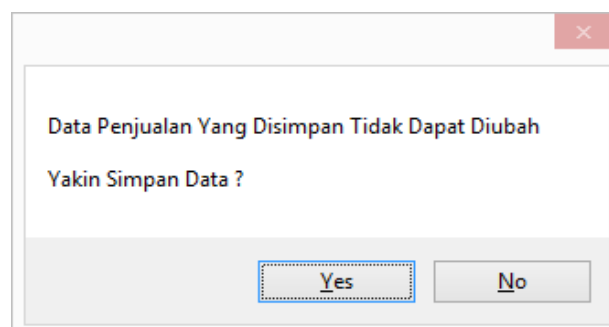 Data Penjualan Yang Disimpan Tidak Dapat Diubah
Yakin Simpan Data ?
Yes
No